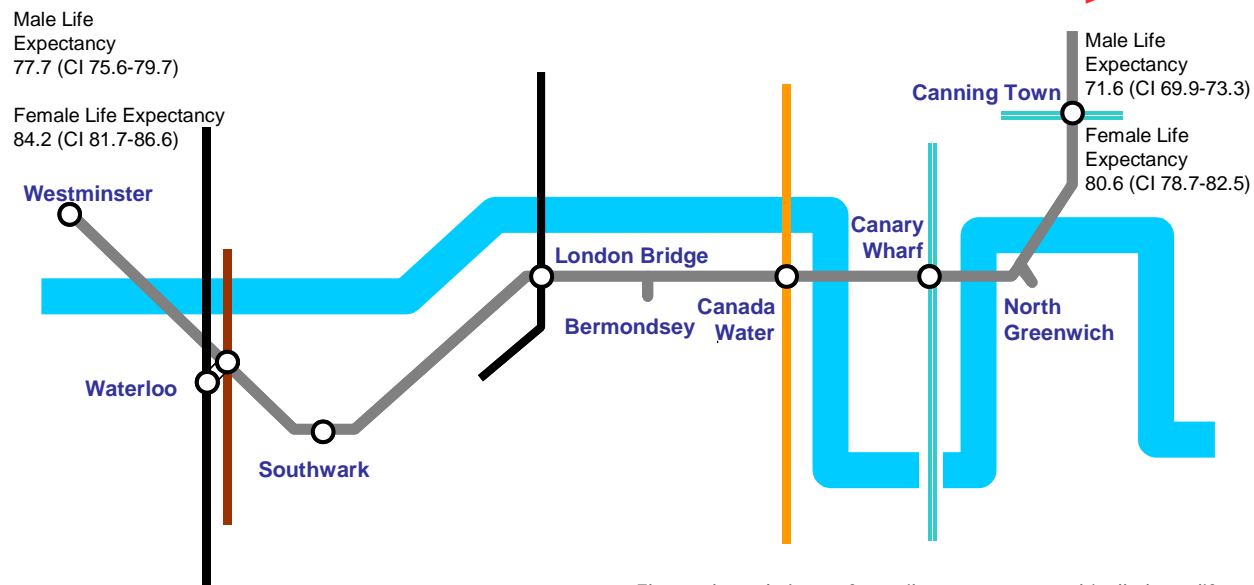 Male Life
Expectancy
77.7 (CI 75.6-79.7)
Female Life Expectancy
84.2 (CI 81.7-86.6)
Male Life
Expectancy
71.6 (CI 69.9-73.3)
Canning Town
Female Life
Expectancy
80.6 (CI 78.7-82.5)
Westminster
Canary
Wharf
London Bridge
Bermondsey
Canada
Water
North
Greenwich
Waterloo
Southwark